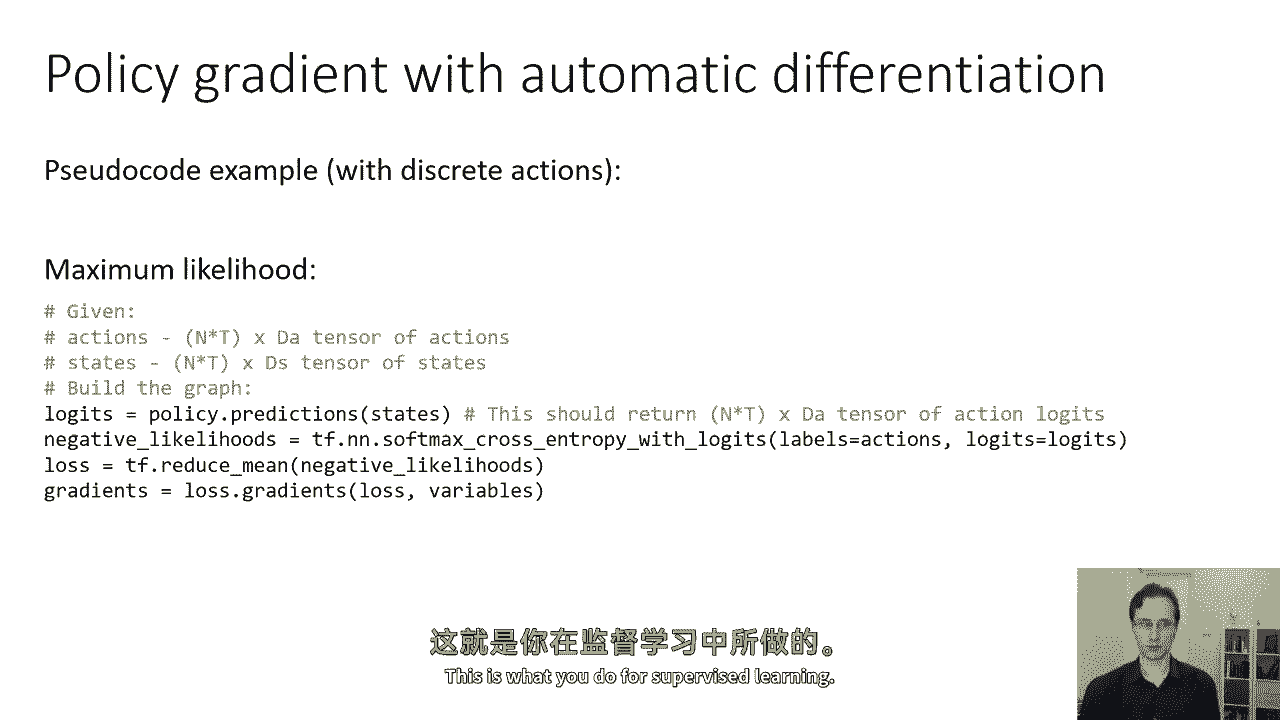 Policy gradient with automatic differentiation
Pseudocode example (with discrete actions):
Maximum likelihood:
# Given:
# actions - (N*T) x Da tensor of actions
# states - (N*T) x Ds tensor of states
# Build the graph:
logits = policy.predictions(states) # This should return (N*T) x Da tensor of action logits
negative_likelihoods = tf.nn.softmax_cross_entropy_with_logits(labels=actions, logits=logits)
loss = tf.reduce_mean(negative_likelihoods)
gradients = loss.gradients(loss, variables)
这就是你在监督学习中所做的。
This is what you do for supervised learning.